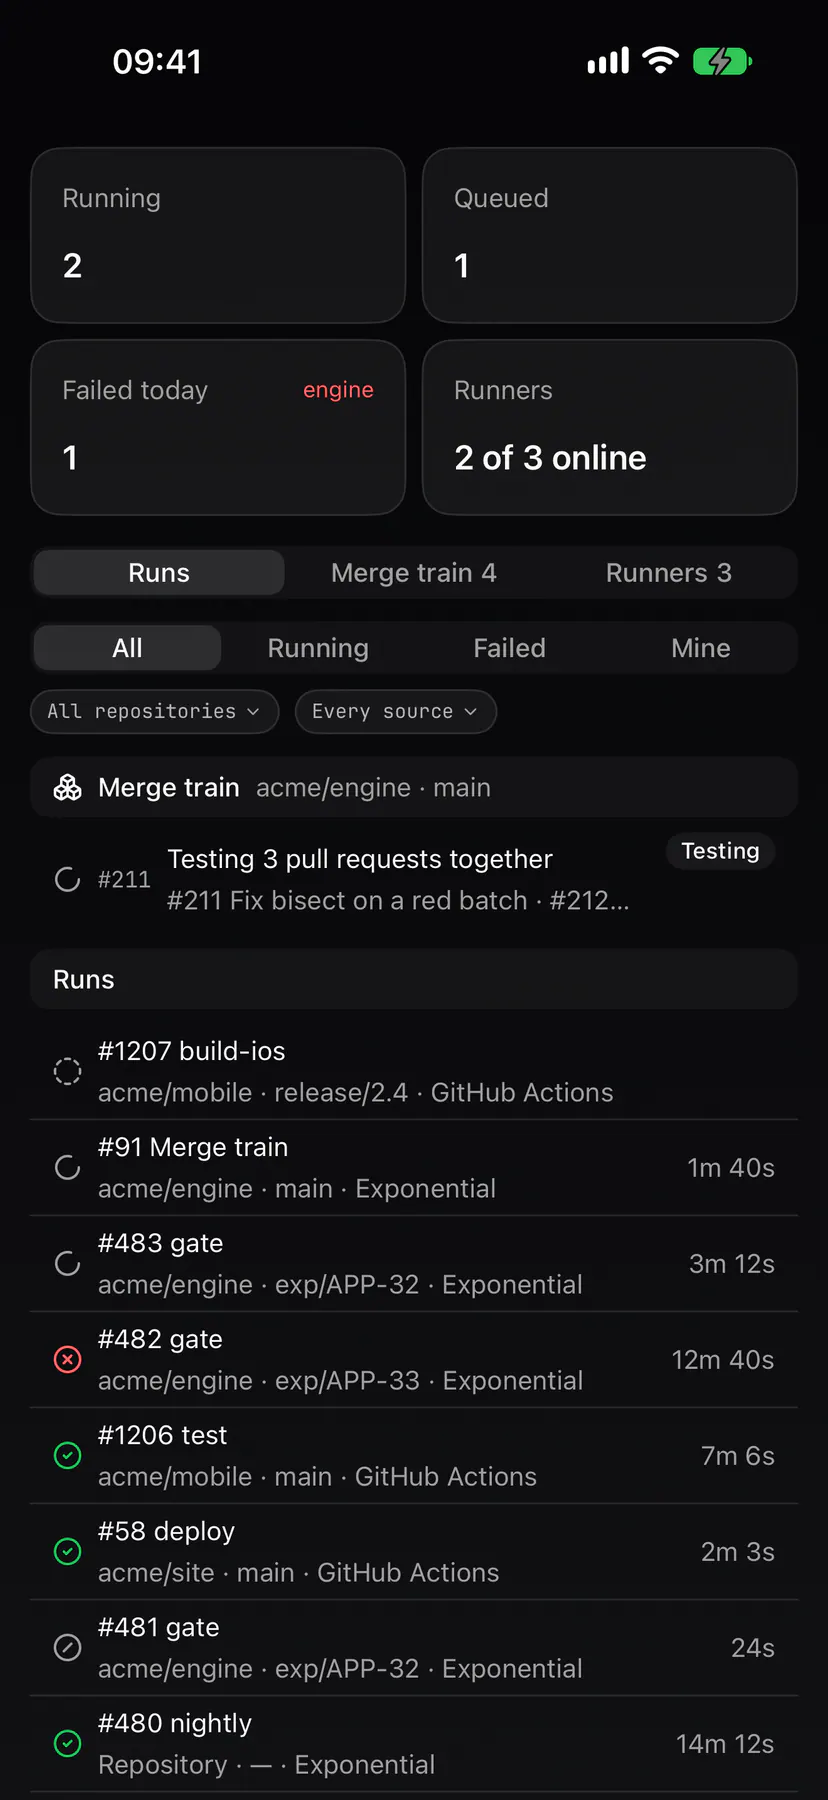 09:41
Running
2
Queued
1
Failed today
engine
1
Runners
2 of 3 online
Runs
Merge train 4
Runners 3
All
Running
Failed
Mine
All repositories
Every source
Merge train acme/engine · main
#211
Testing 3 pull requests together
Testing
#211 Fix bisect on a red batch · #212...
Runs
#1207 build-ios
acme/mobile · release/2.4 · GitHub Actions
#91 Merge train
acme/engine · main · Exponential
1m 40s
#483 gate
acme/engine · exp/APP-32 · Exponential
3m 12s
#482 gate
acme/engine · exp/APP-33 · Exponential
12m 40s
#1206 test
acme/mobile · main · GitHub Actions
7m 6s
#58 deploy
acme/site · main · GitHub Actions
2m 3s
#481 gate
acme/engine · exp/APP-32 · Exponential
24s
#480 nightly
Repository · — · Exponential
14m 12s